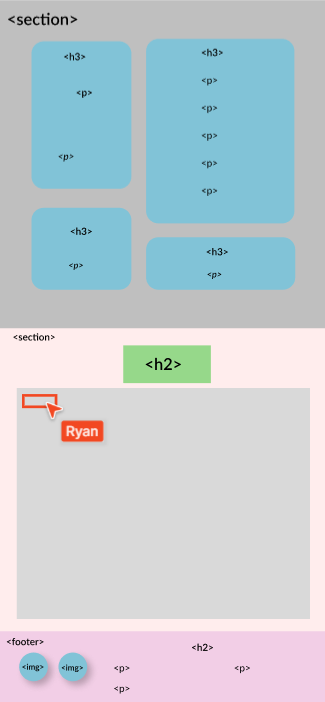 <section>
<h3>
<p>
<p>
<h3>
<p>
<p>
<p>
<p>
<p>
<h3>
<p>
<h3>
<p>
<section>
<h2>
Ryan
<footer>
<img> <img>
<h2>
<p> <p>
<p>